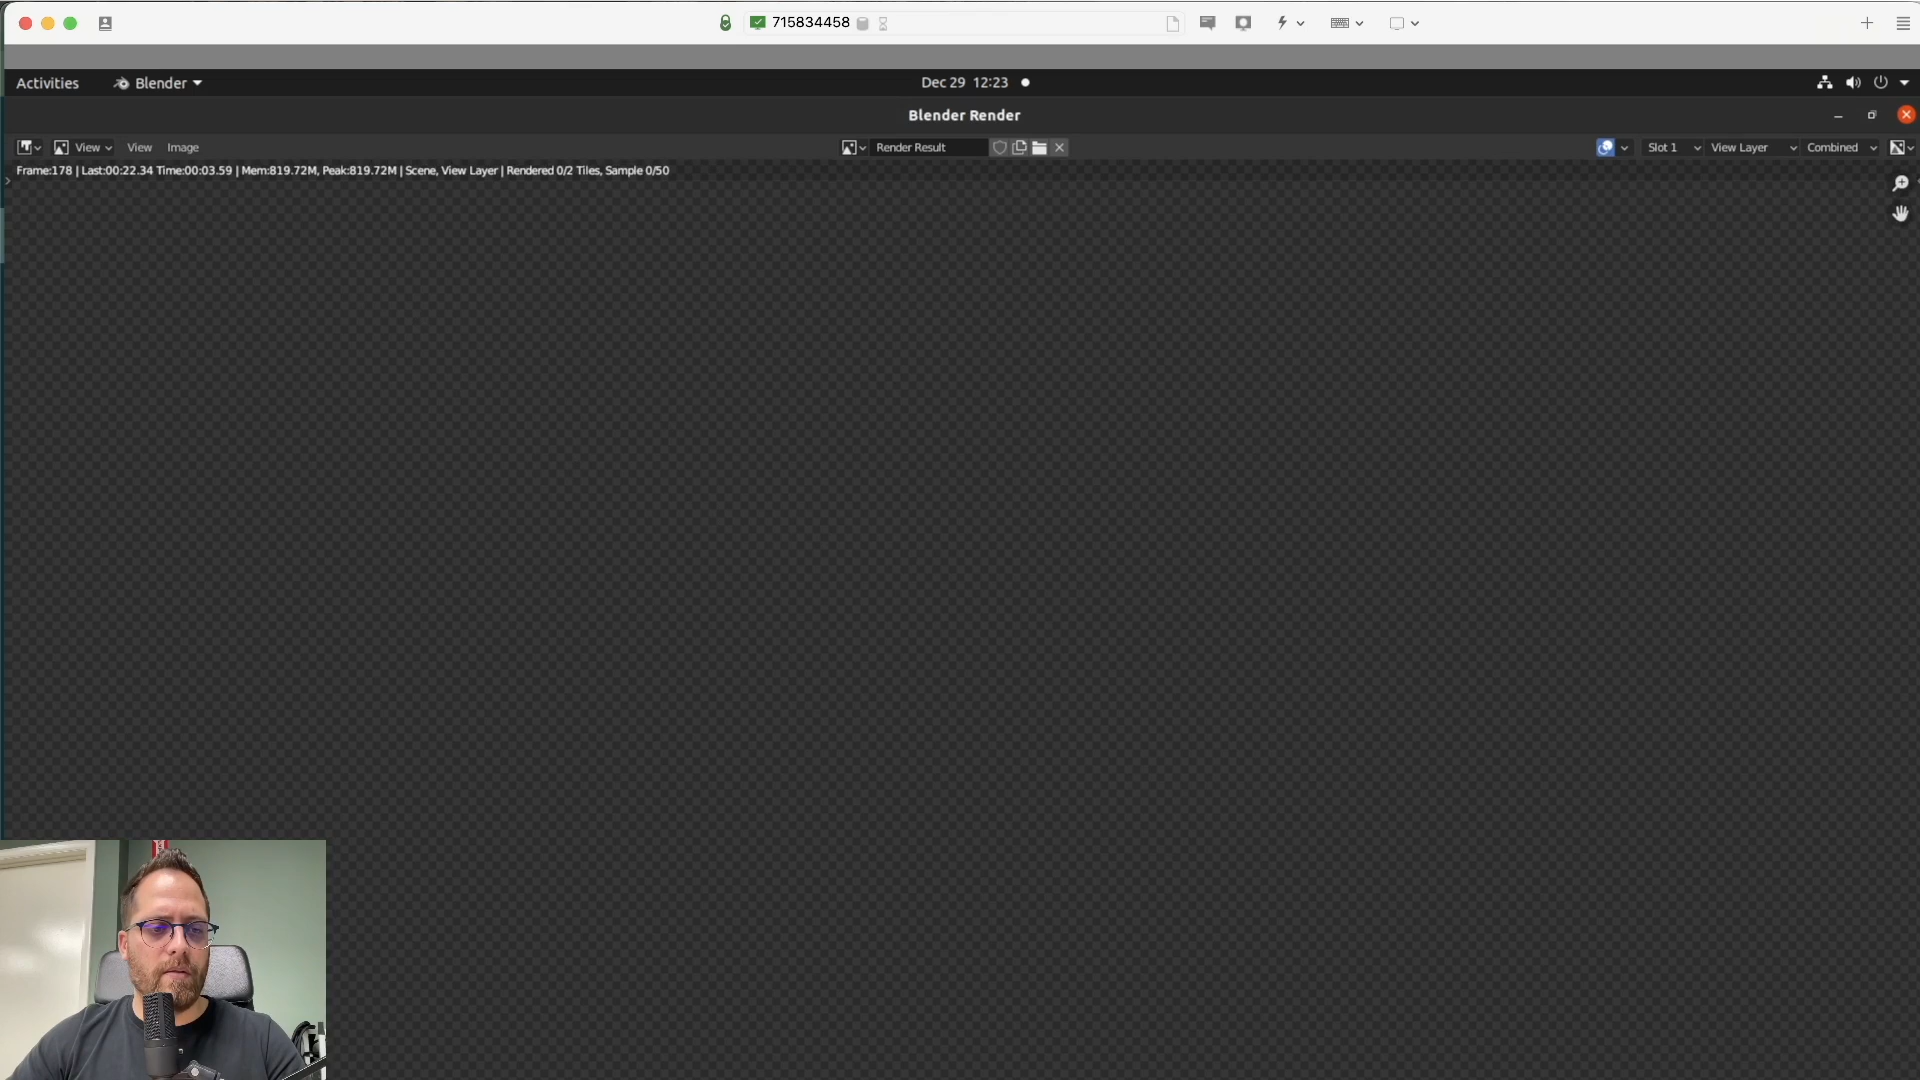 715834458
Activities Blender Dec 29 12:23
Blender Render
View View Image Render Result Slot 1 View Layer Combined
Frame:178 | Last:00:22.34 Time:00:03.59 | Mem:819.72M, Peak:819.72M | Scene, View Layer | Rendered 0/2 Tiles, Sample 0/50